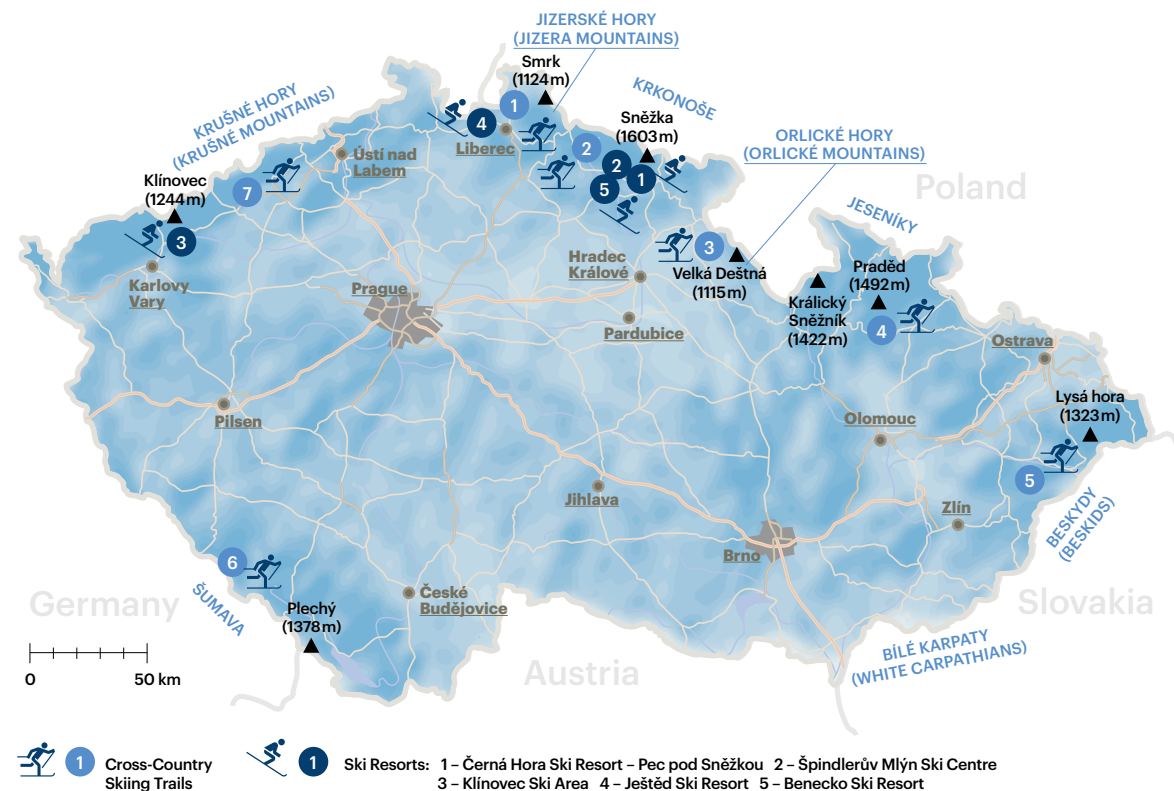 JIZERSKÉ HORY
(JIZERA MOUNTAINS)
Smrk
(1124 m)
KRKONOŠE
KRUŠNÉ HORY
(KRUŠNÉ MOUNTAINS)
1
4
Liberec
Sněžka
(1603 m)
ORLICKÉ HORY
(ORLICKÉ MOUNTAINS)
Ústí nad
Labem
2
2
1
5
Poland
Klínovec
(1244 m)
7
3
JESENÍKY
3
Velká Deštná
(1115 m)
Hradec
Králové
Praděd
(1492 m)
Karlovy
Vary
Prague
Králický
Sněžník
(1422 m)
4
Pardubice
Ostrava
Lysá hora
(1323 m)
Pilsen
Olomouc
5
Jihlava
Zlín
BESKYDY
(BESKIDS)
Brno
6
ŠUMAVA
České
Budějovice
Germany
Plechý
(1378 m)
Slovakia
BÍLÉ KARPATY
(WHITE CARPATHIANS)
Austria
0 50 km
1 Cross-Country
Skiing Trails
1 Ski Resorts: 1 – Černá Hora Ski Resort – Pec pod Sněžkou 2 – Špindlerův Mlýn Ski Centre
3 – Klínovec Ski Area 4 – Ještěd Ski Resort 5 – Benecko Ski Resort